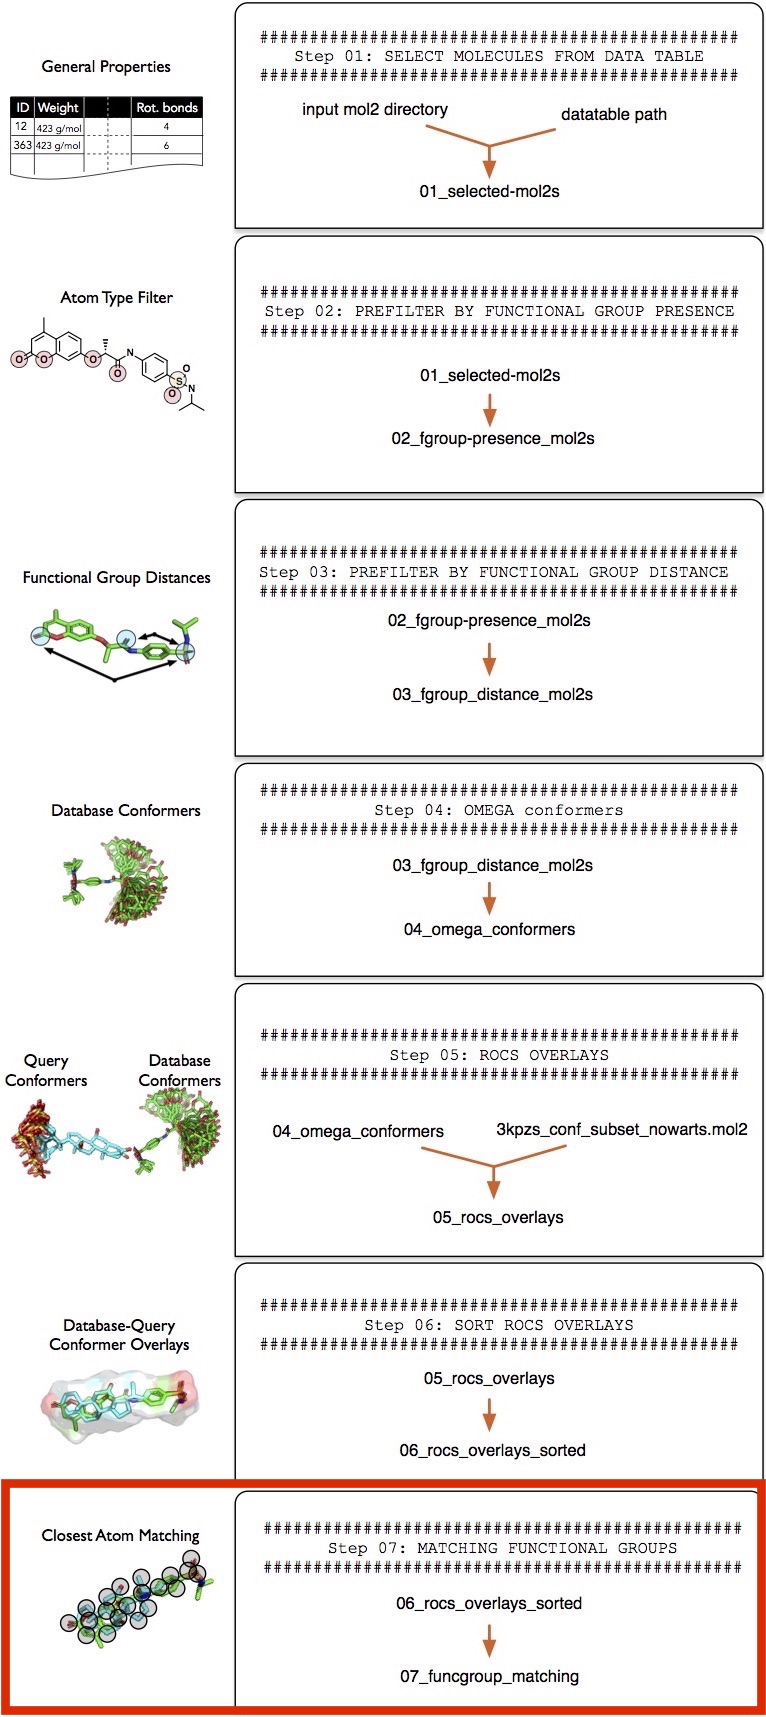 General Properties
ID Weight Rot. bonds
12 423 g/mol 4
363 423 g/mol 6
################################################
Step 01: SELECT MOLECULES FROM DATA TABLE
################################################
input mol2 directory
datatable path
01_selected-mol2s
Atom Type Filter
O O O O N S O O N
################################################
Step 02: PREFILTER BY FUNCTIONAL GROUP PRESENCE
################################################
01_selected-mol2s
02_fgroup-presence_mol2s
Functional Group Distances
################################################
Step 03: PREFILTER BY FUNCTIONAL GROUP DISTANCE
################################################
02_fgroup-presence_mol2s
03_fgroup_distance_mol2s
Database Conformers
################################################
Step 04: OMEGA conformers
################################################
03_fgroup_distance_mol2s
04_omega_conformers
Query
Conformers
Database
Conformers
################################################
Step 05: ROCS OVERLAYS
################################################
04_omega_conformers
3kpzs_conf_subset_nowarts.mol2
05_rocs_overlays
Database-Query
Conformer Overlays
################################################
Step 06: SORT ROCS OVERLAYS
################################################
05_rocs_overlays
06_rocs_overlays_sorted
Closest Atom Matching
################################################
Step 07: MATCHING FUNCTIONAL GROUPS
################################################
06_rocs_overlays_sorted
07_funcgroup_matching